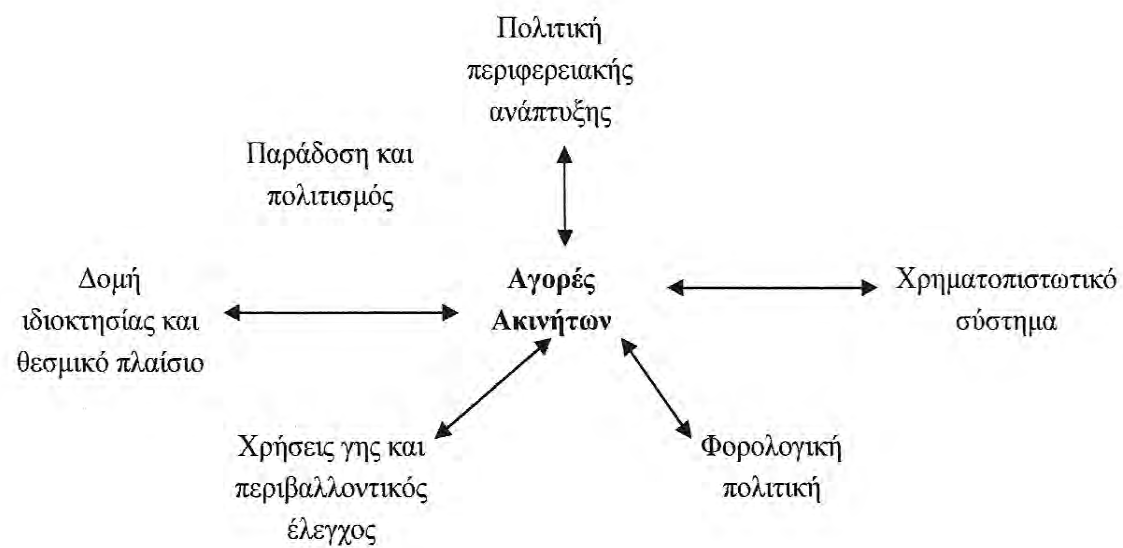 Πολιτική
περιφερειακής
ανάπτυξης
Παράδοση και
πολιτισμός
Δομή
ιδιοκτησίας και
θεσμικό πλαίσιο
Αγορές
Ακινήτων
Χρηματοπιστωτικό
σύστημα
Χρήσεις γης και
περιβαλλοντικός
έλεγχος
Φορολογική
πολιτική